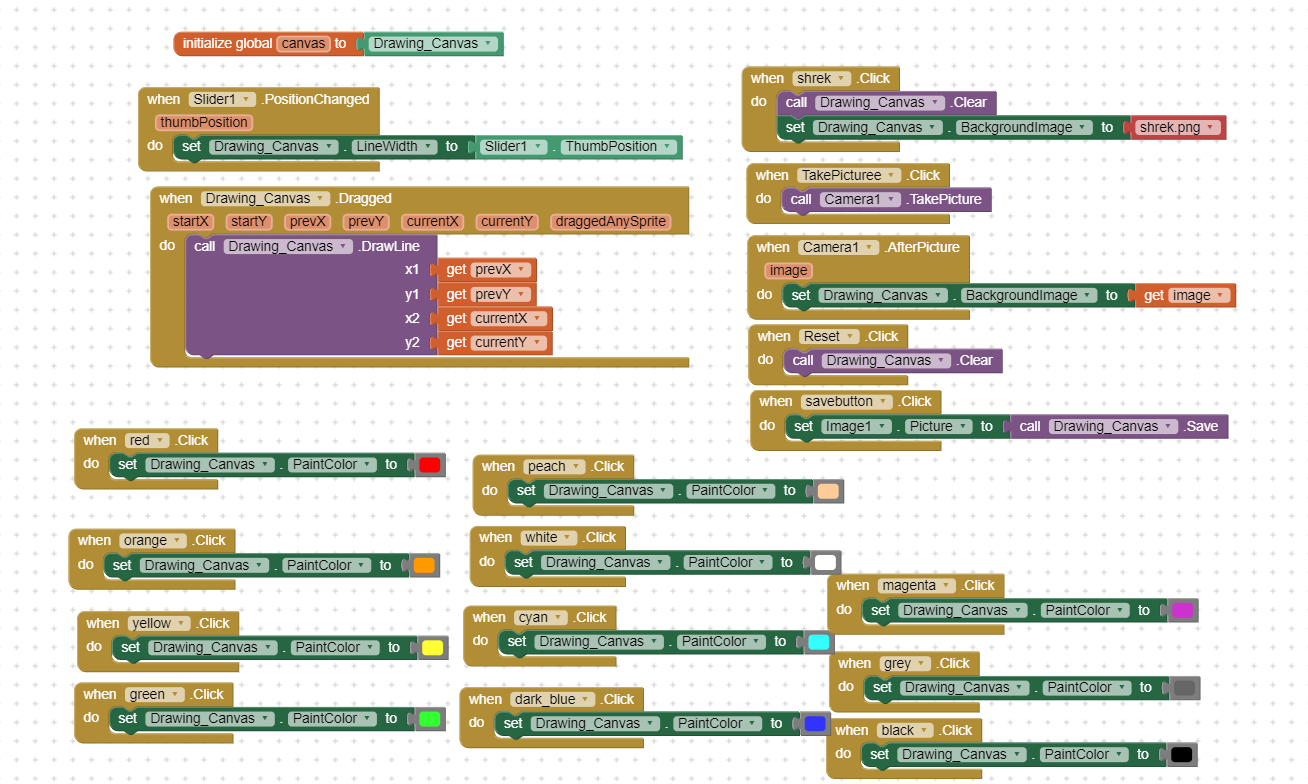 initialize global canvas to Drawing_Canvas
when Slider1 .PositionChanged
thumbPosition
do set Drawing_Canvas . LineWidth to Slider1 . ThumbPosition
when Drawing_Canvas .Dragged
startX startY prevX prevY currentX currentY draggedAnySprite
do call Drawing_Canvas .DrawLine
x1 get prevX
y1 get prevY
x2 get currentX
y2 get currentY
when shrek .Click
do call Drawing_Canvas .Clear
set Drawing_Canvas . BackgroundImage to shrek.png
when TakePicturee .Click
do call Camera1 .TakePicture
when Camera1 .AfterPicture
image
do set Drawing_Canvas . BackgroundImage to get image
when Reset .Click
do call Drawing_Canvas .Clear
when savebutton .Click
do set Image1 . Picture to call Drawing_Canvas .Save
when red .Click
do set Drawing_Canvas . PaintColor to
when orange .Click
do set Drawing_Canvas . PaintColor to
when yellow .Click
do set Drawing_Canvas . PaintColor to
when green .Click
do set Drawing_Canvas . PaintColor to
when peach .Click
do set Drawing_Canvas . PaintColor to
when white .Click
do set Drawing_Canvas . PaintColor to
when cyan .Click
do set Drawing_Canvas . PaintColor to
when dark_blue .Click
do set Drawing_Canvas . PaintColor to
when magenta .Click
do set Drawing_Canvas . PaintColor to
when grey .Click
do set Drawing_Canvas . PaintColor to
when black .Click
do set Drawing_Canvas . PaintColor to